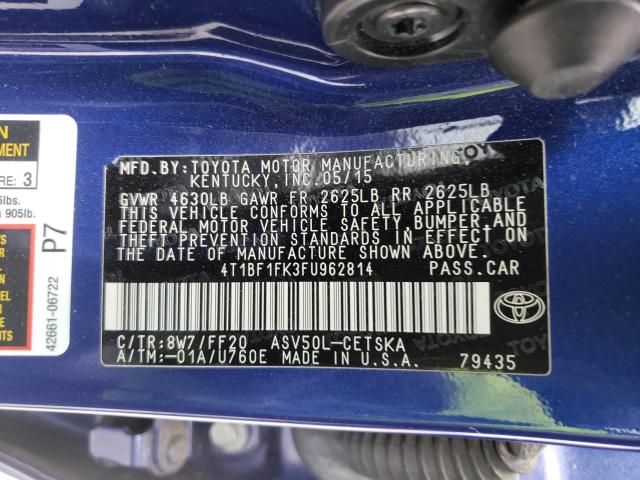 MFD.BY:TOYOTA MOTOR MANUFACTURING,
KENTUCKY, INC.05/15
GVWR 4630LB GAWR FR 2625LB RR 2625LB
THIS VEHICLE CONFORMS TO ALL APPLICABLE
FEDERAL MOTOR VEHICLE SAFETY,BUMPER AND
THEFT PREVENTION STANDARDS IN EFFECT ON
THE DATE OF MANUFACTURE SHOWN ABOVE.
4T1BF1FK3FU962814 PASS.CAR
TOYOTA
C/TR:8W7/FF20 ASV50L-CETSKA
A/TM:-01A/U760E MADE IN U.S.A. 79435
P7
42661-06722
3
905lb.